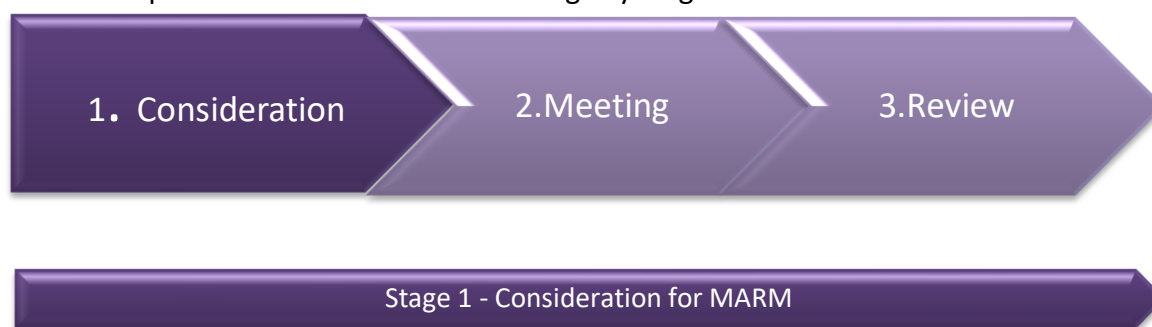 1. Consideration
2.Meeting
3.Review
Stage 1 - Consideration for MARM